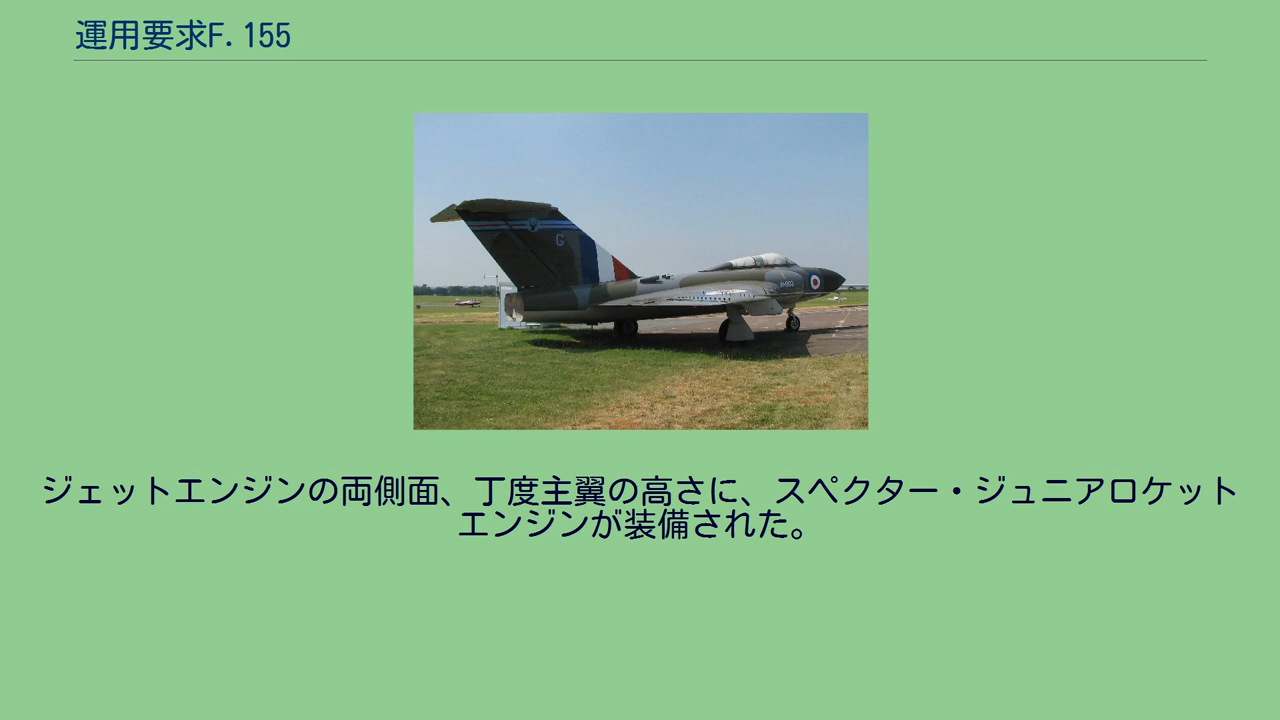 運用要求F.155
G
ジェットエンジンの両側面、丁度主翼の高さに、スペクター・ジュニアロケット
エンジンが装備された。